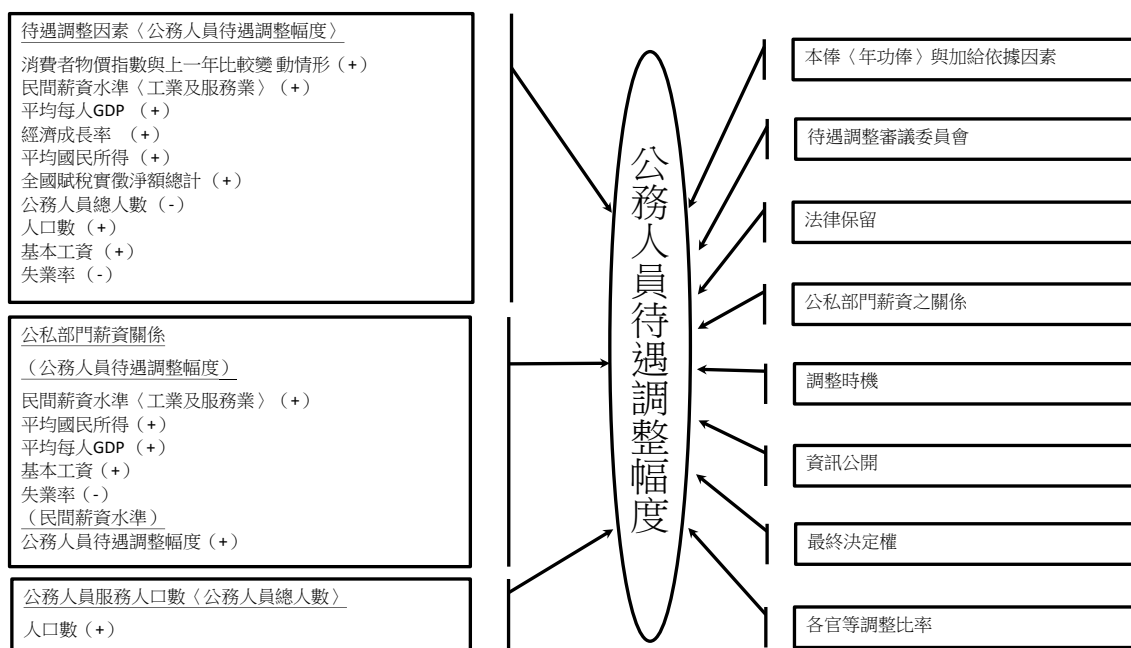 待遇調整因素〈公務人員待遇調整幅度〉
消費者物價指數與上一年比較變動情形（+）
民間薪資水準〈工業及服務業〉（+）
平均每人GDP （+）
經濟成長率 （+）
平均國民所得（+）
全國賦稅實徵淨額總計（+）
公務人員總人數（-）
人口數（+）
基本工資（+）
失業率（-）
公私部門薪資關係
（公務人員待遇調整幅度）
民間薪資水準〈工業及服務業〉（+）
平均國民所得（+）
平均每人GDP（+）
基本工資（+）
失業率（-）
（民間薪資水準）
公務人員待遇調整幅度（+）
公務人員服務人口數〈公務人員總人數〉
人口數（+）
公務人員待遇調整幅度
本俸〈年功俸〉與加給依據因素
待遇調整審議委員會
法律保留
公私部門薪資之關係
調整時機
資訊公開
最終決定權
各官等調整比率